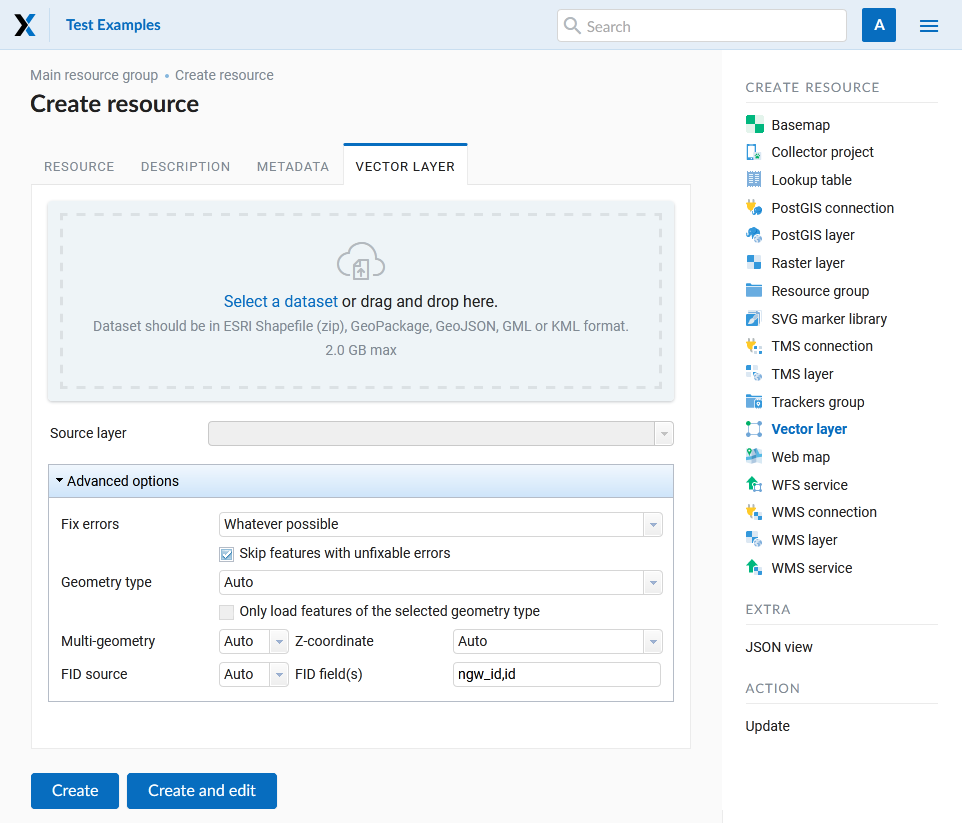 Test Examples
Search
A
Main resource group • Create resource
Create resource
RESOURCE DESCRIPTION METADATA VECTOR LAYER
Select a dataset or drag and drop here.
Dataset should be in ESRI Shapefile (zip), GeoPackage, GeoJSON, GML or KML format.
2.0 GB max
Source layer
Advanced options
Fix errors Whatever possible
Skip features with unfixable errors
Geometry type Auto
Only load features of the selected geometry type
Multi-geometry Auto Z-coordinate Auto
FID source Auto FID field(s) ngw_id,id
Create Create and edit
CREATE RESOURCE
Basemap
Collector project
Lookup table
PostGIS connection
PostGIS layer
Raster layer
Resource group
SVG marker library
TMS connection
TMS layer
Trackers group
Vector layer
Web map
WFS service
WMS connection
WMS layer
WMS service
EXTRA
JSON view
ACTION
Update